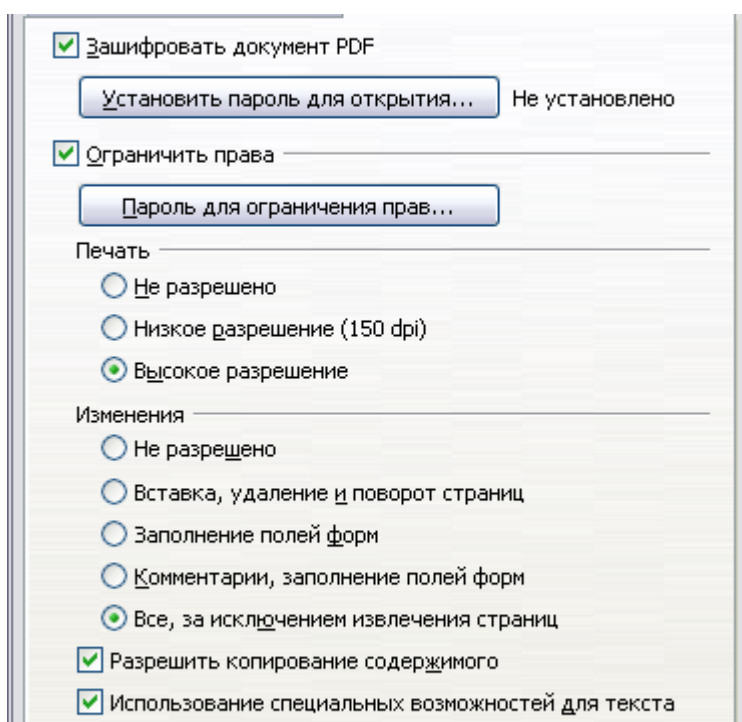 Зашифровать документ PDF
Установить пароль для открытия... Не установлено
Ограничить права
Пароль для ограничения прав...
Печать
Не разрешено
Низкое разрешение (150 dpi)
Высокое разрешение
Изменения
Не разрешено
Вставка, удаление и поворот страниц
Заполнение полей форм
Комментарии, заполнение полей форм
Все, за исключением извлечения страниц
Разрешить копирование содержимого
Использование специальных возможностей для текста